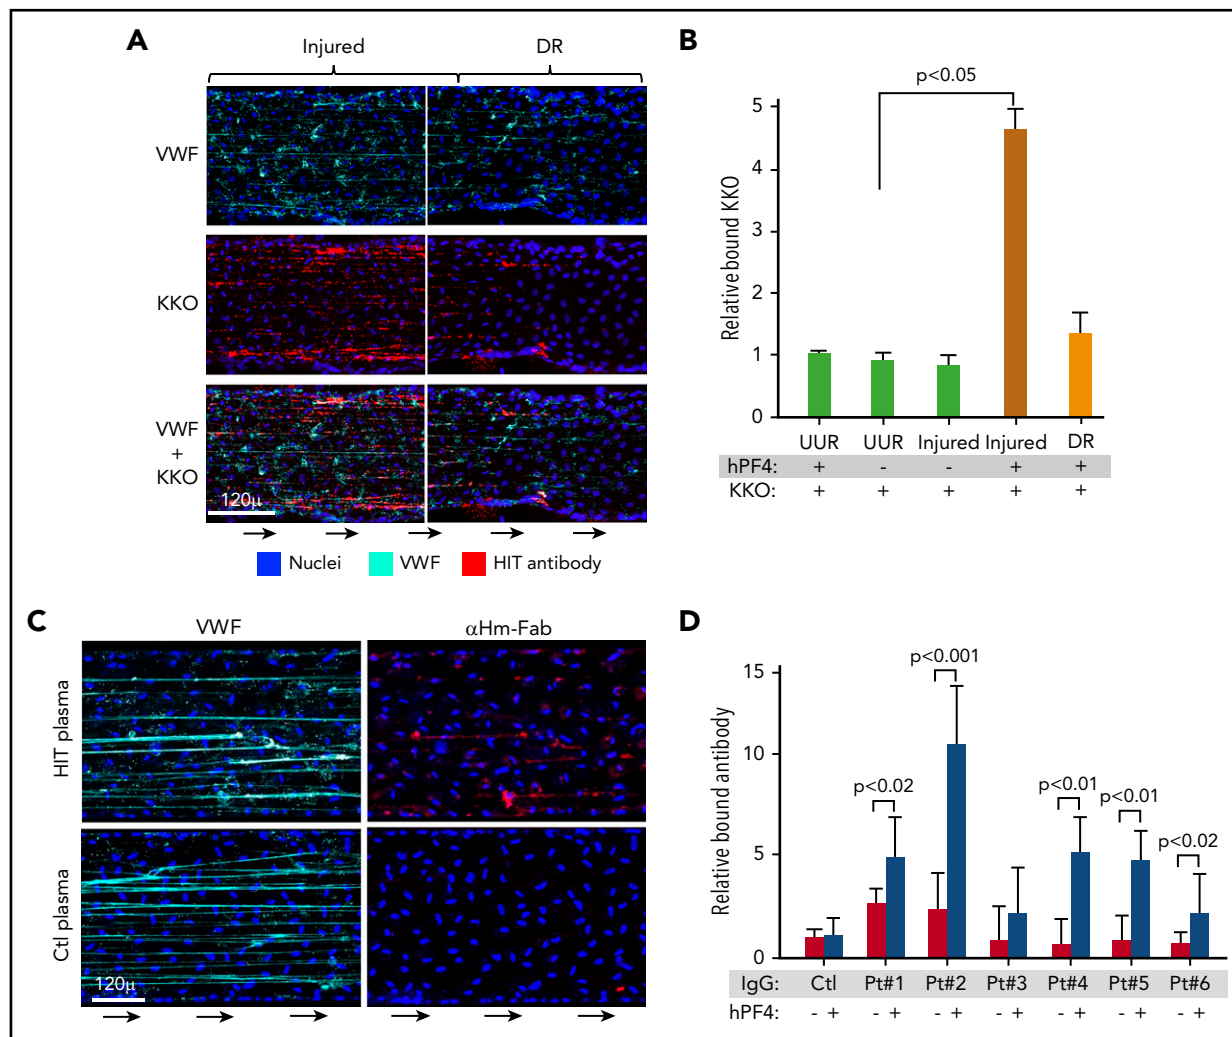 A
Injured
DR
VWF
KKO
VWF
+
KKO
120µ
Nuclei
VWF
HIT antibody
B
p<0.05
Relative bound KKO
5
4
3
2
1
0
UUR UUR Injured Injured DR
hPF4: + - - + +
KKO: + + + + +
C
VWF
αHm-Fab
HIT plasma
Ctl plasma
120µ
D
p<0.001
p<0.02
p<0.01
p<0.01
p<0.02
Relative bound antibody
15
10
5
0
IgG: Ctl Pt#1 Pt#2 Pt#3 Pt#4 Pt#5 Pt#6
hPF4: - + - + - + - + - + - + - +